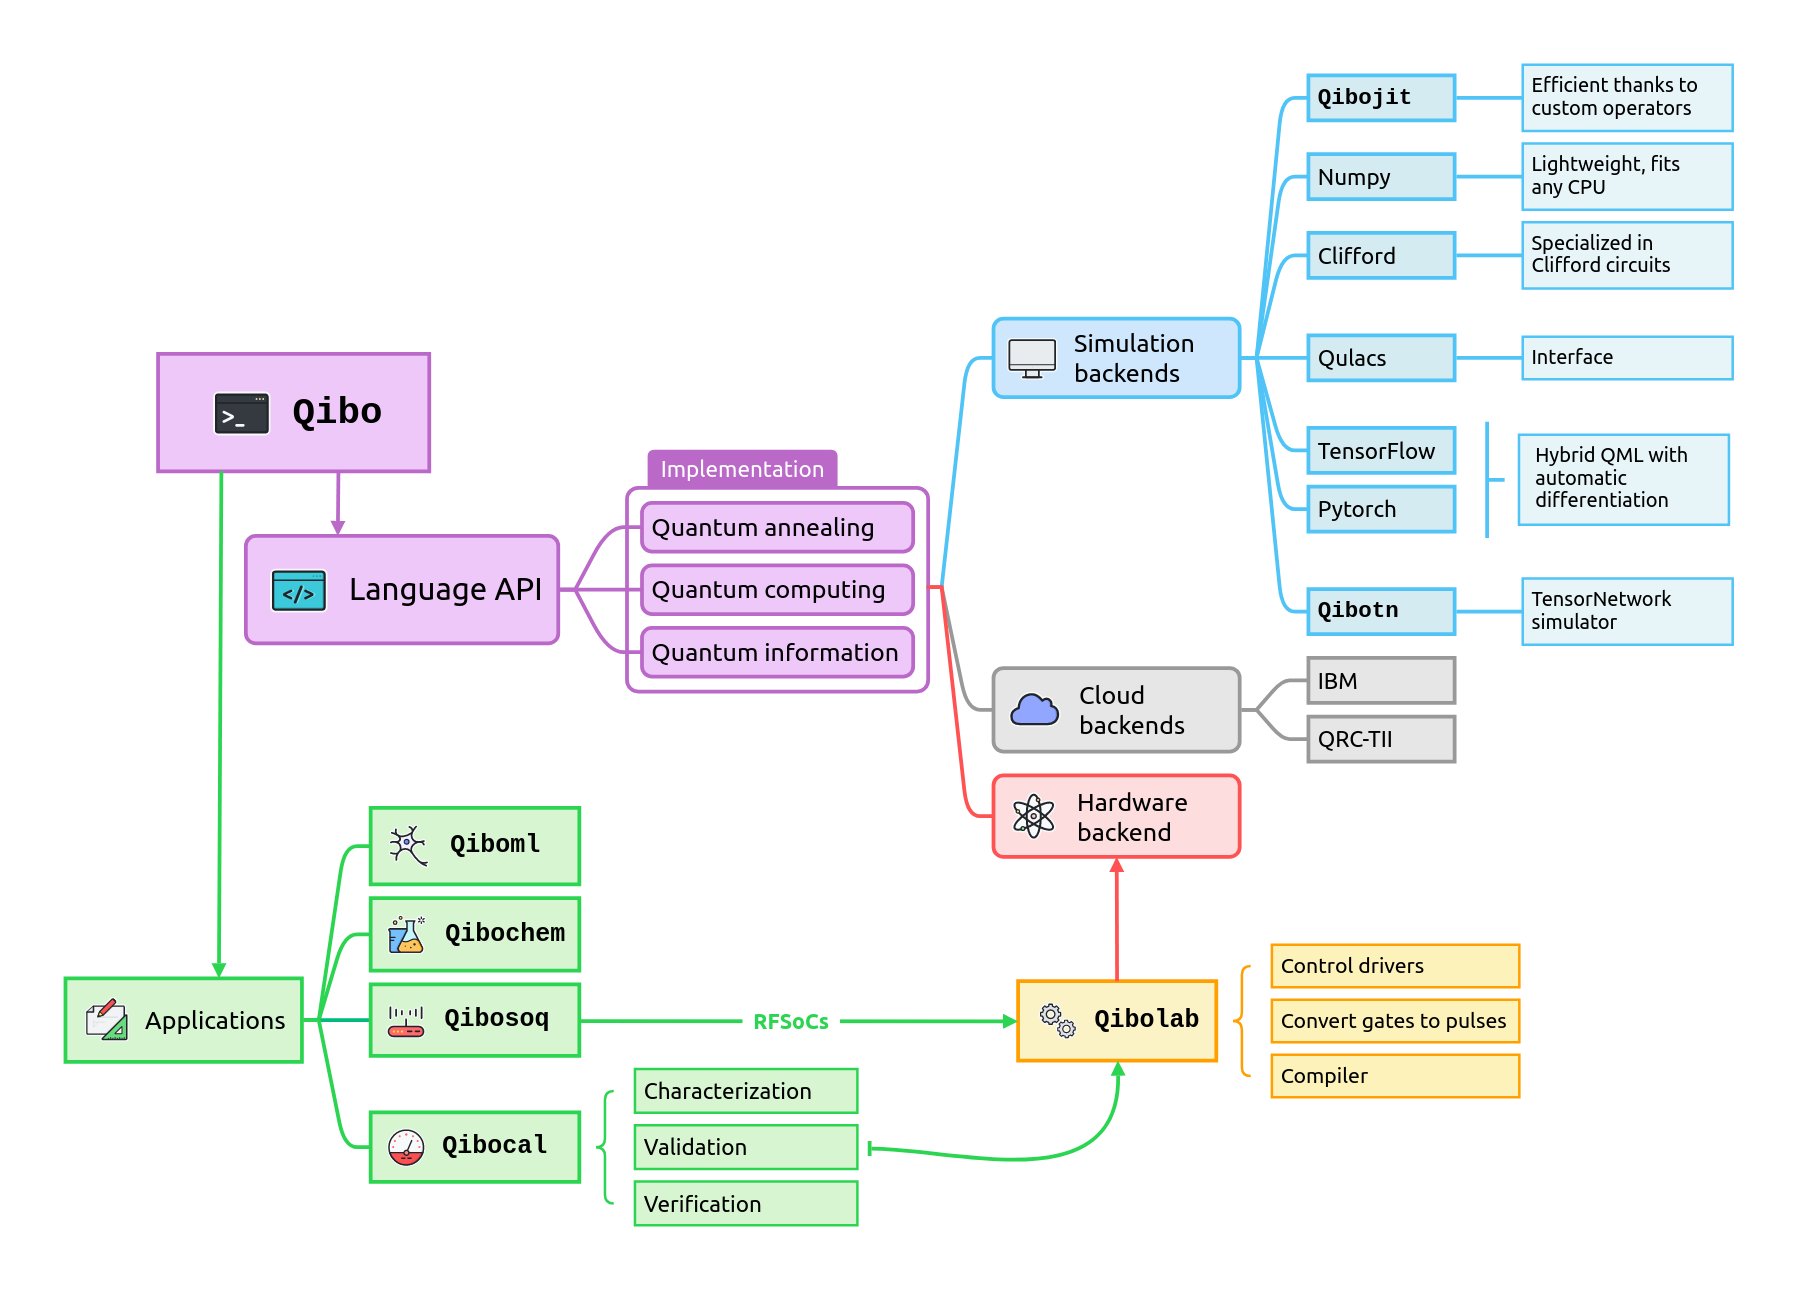 Qibo
Language API
Implementation
Quantum annealing
Quantum computing
Quantum information
Simulation
backends
Qibojit
Efficient thanks to
custom operators
Numpy
Lightweight, fits
any CPU
Clifford
Specialized in
Clifford circuits
Qulacs
Interface
TensorFlow
Pytorch
Hybrid QML with
automatic
differentiation
Qibotn
TensorNetwork
simulator
Cloud
backends
IBM
QRC-TII
Hardware
backend
Applications
Qiboml
Qibochem
Qibosoq
RFSoCs
Qibolab
Control drivers
Convert gates to pulses
Compiler
Qibocal
Characterization
Validation
Verification